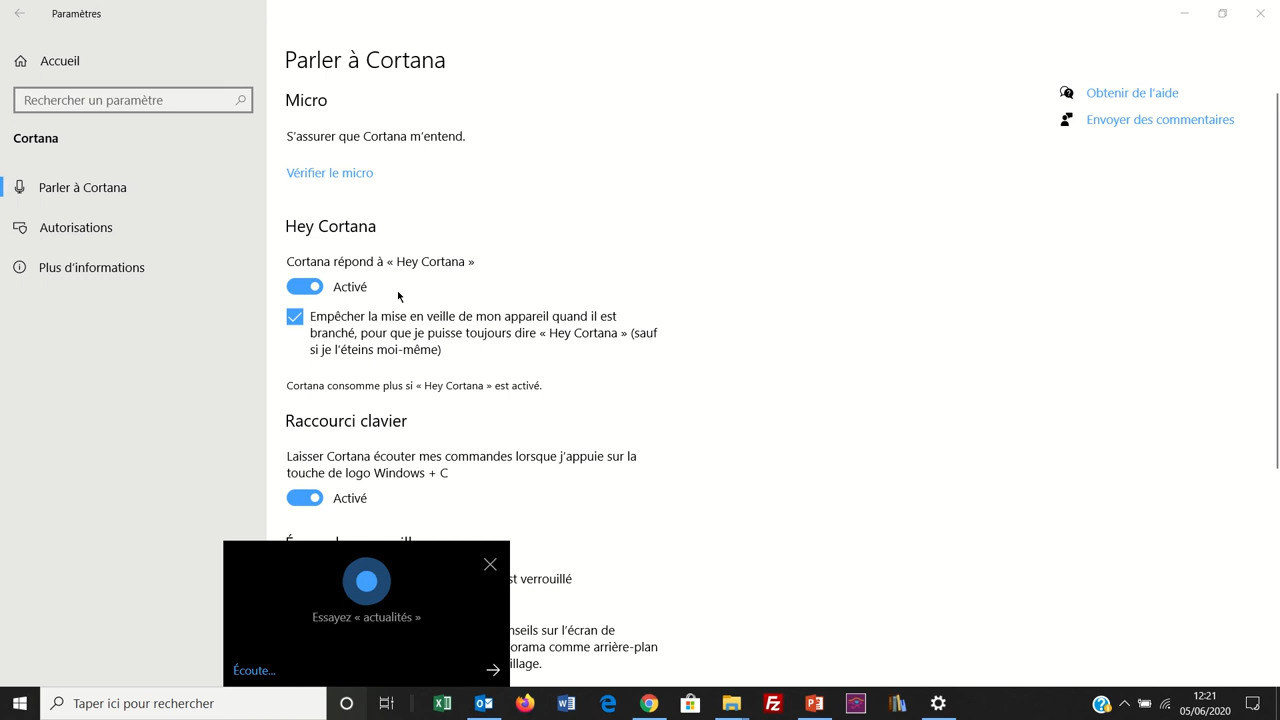 Paramètres
Accueil
Rechercher un paramètre
Cortana
Parler à Cortana
Autorisations
Plus d'informations
Parler à Cortana
Micro
S'assurer que Cortana m'entend.
Vérifier le micro
Hey Cortana
Cortana répond à « Hey Cortana »
Activé
Empêcher la mise en veille de mon appareil quand il est
branché, pour que je puisse toujours dire « Hey Cortana » (sauf
si je l'éteins moi-même)
Cortana consomme plus si « Hey Cortana » est activé.
Raccourci clavier
Laisser Cortana écouter mes commandes lorsque j'appuie sur la
touche de logo Windows + C
Activé
st verrouillé
nseils sur l'écran de
orama comme arrière-plan
illage.
Obtenir de l'aide
Envoyer des commentaires
Essayez « actualités »
Écoute...
Taper ici pour rechercher
12:21
05/06/2020